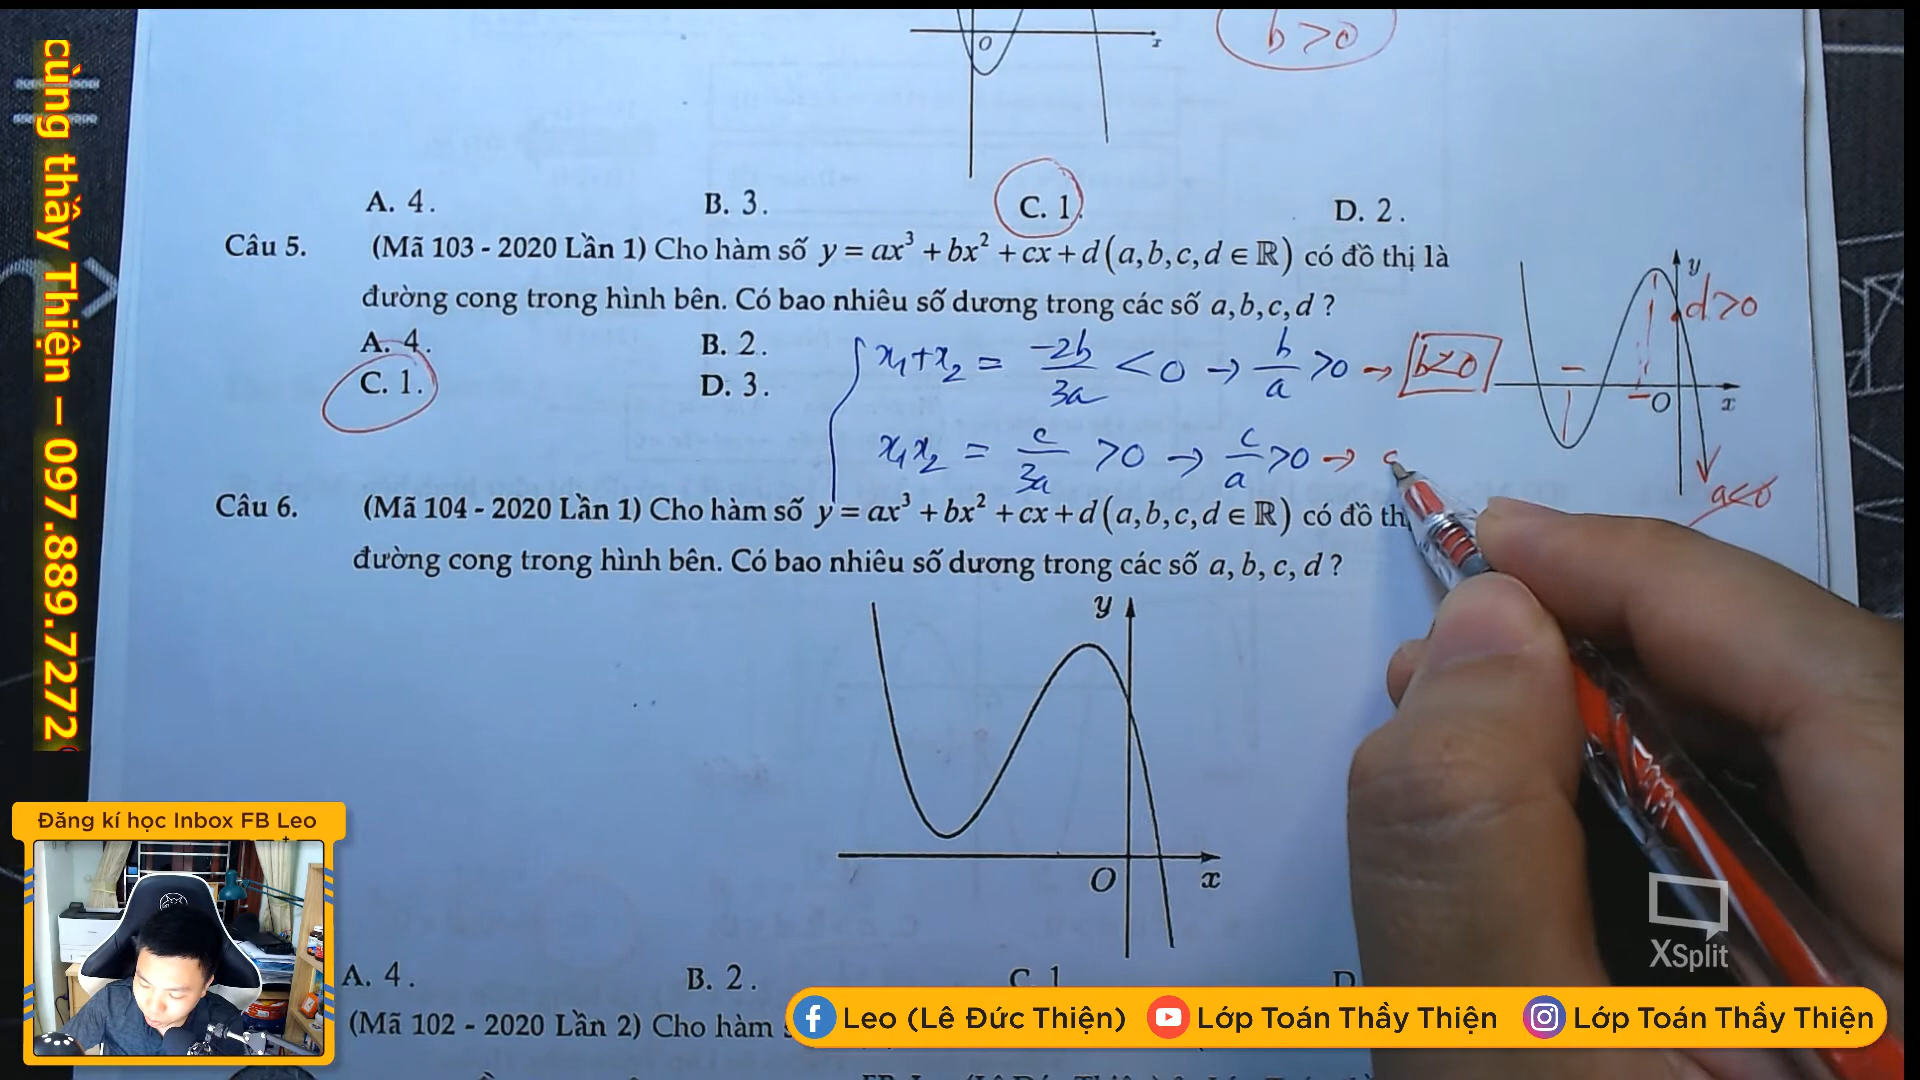 b > 0
O
x
A. 4.
B. 3.
C. 1.
D. 2.
Câu 5. (Mã 103 - 2020 Lần 1) Cho hàm số y = ax³ + bx² + cx + d (a, b, c, d ∈ ℝ) có đồ thị là
đường cong trong hình bên. Có bao nhiêu số dương trong các số a, b, c, d ?
A. 4.
B. 2.
C. 1.
D. 3.
x₁ + x₂ = -2b/3a < 0 → b/a > 0 → b < 0
x₁x₂ = c/3a > 0 → c/a > 0 → c
y
d > 0
O
x
a < 0
Câu 6. (Mã 104 - 2020 Lần 1) Cho hàm số y = ax³ + bx² + cx + d (a, b, c, d ∈ ℝ) có đồ th
đường cong trong hình bên. Có bao nhiêu số dương trong các số a, b, c, d ?
y
O
x
A. 4.
B. 2.
C. 1
D
(Mã 102 - 2020 Lần 2) Cho hàm
cùng thầy Thiện – 097.889.7272
Đăng kí học Inbox FB Leo
XSplit
Leo (Lê Đức Thiện)
Lớp Toán Thầy Thiện
Lớp Toán Thầy Thiện